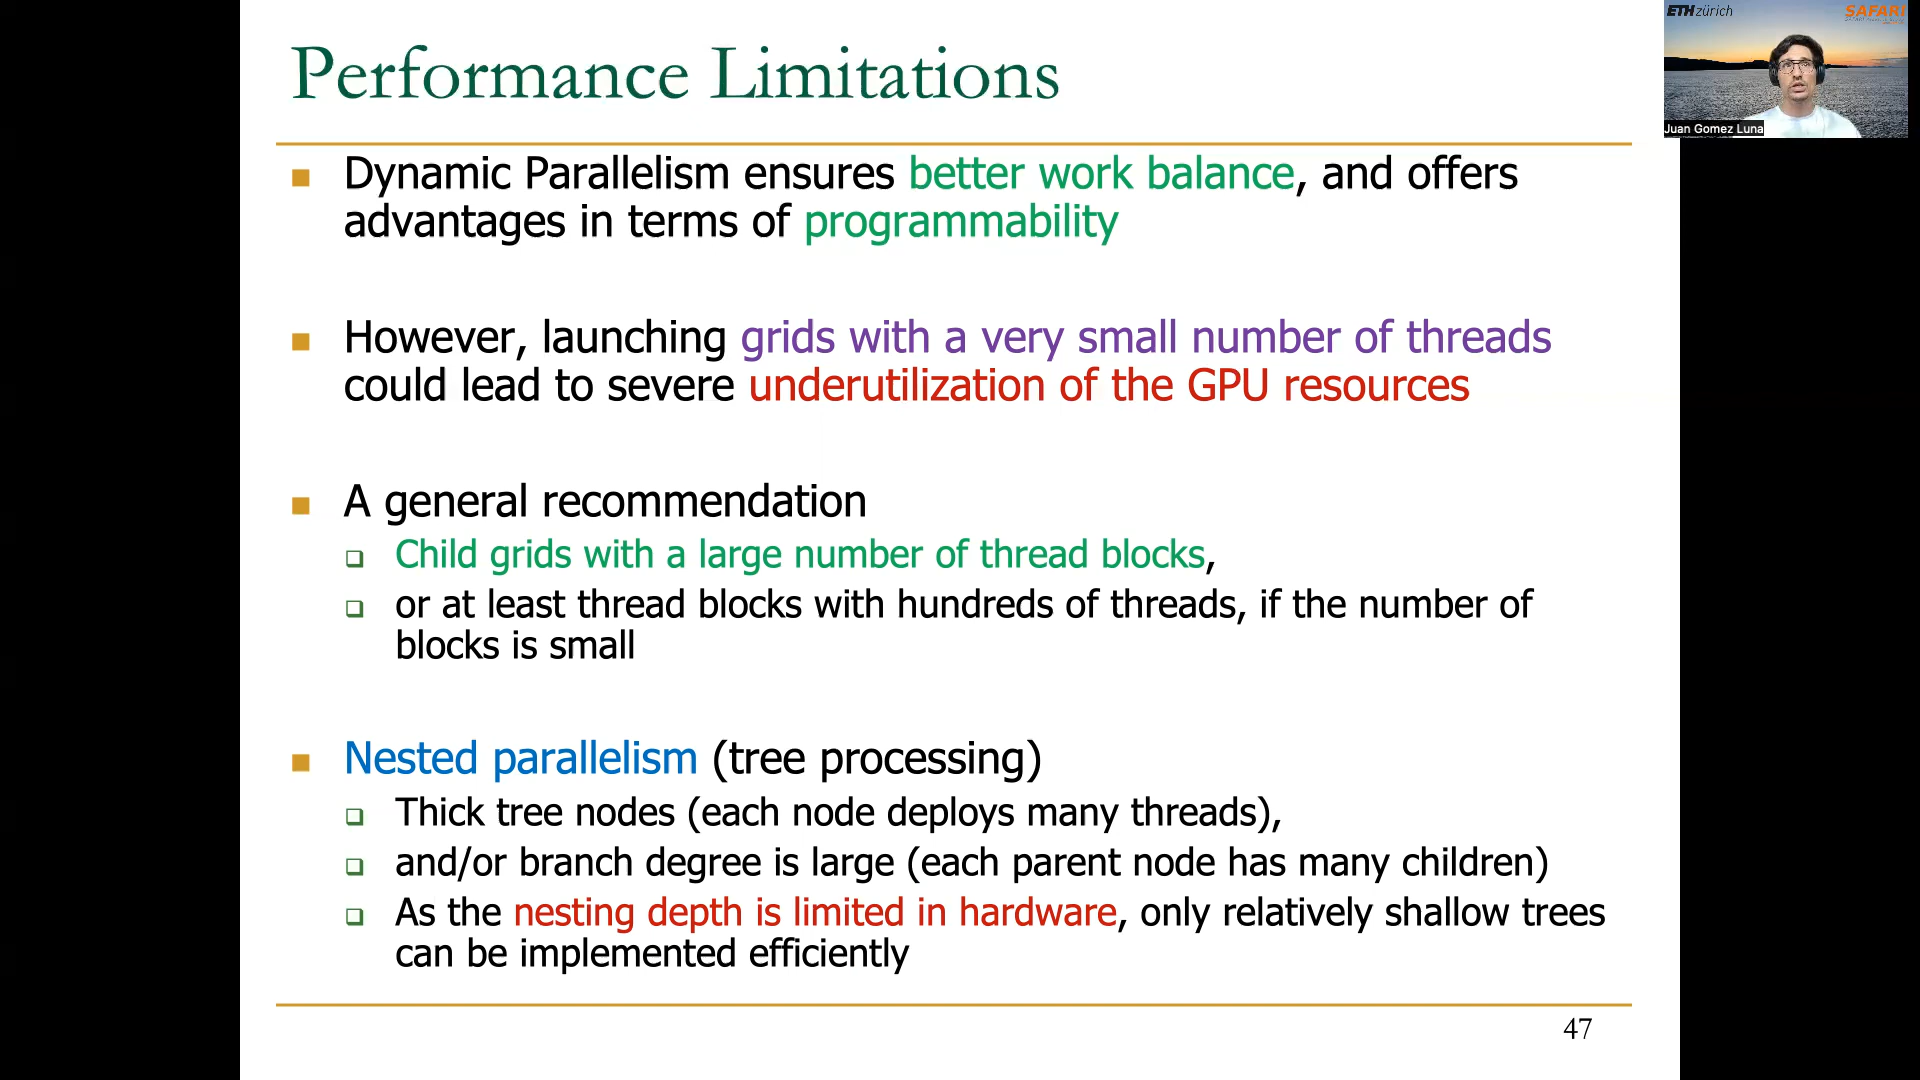 Performance Limitations
Dynamic Parallelism ensures better work balance, and offers
advantages in terms of programmability
However, launching grids with a very small number of threads
could lead to severe underutilization of the GPU resources
A general recommendation
Child grids with a large number of thread blocks,
or at least thread blocks with hundreds of threads, if the number of
blocks is small
Nested parallelism (tree processing)
Thick tree nodes (each node deploys many threads),
and/or branch degree is large (each parent node has many children)
As the nesting depth is limited in hardware, only relatively shallow trees
can be implemented efficiently
47
ETH zürich
SAFARI
Juan Gomez Luna